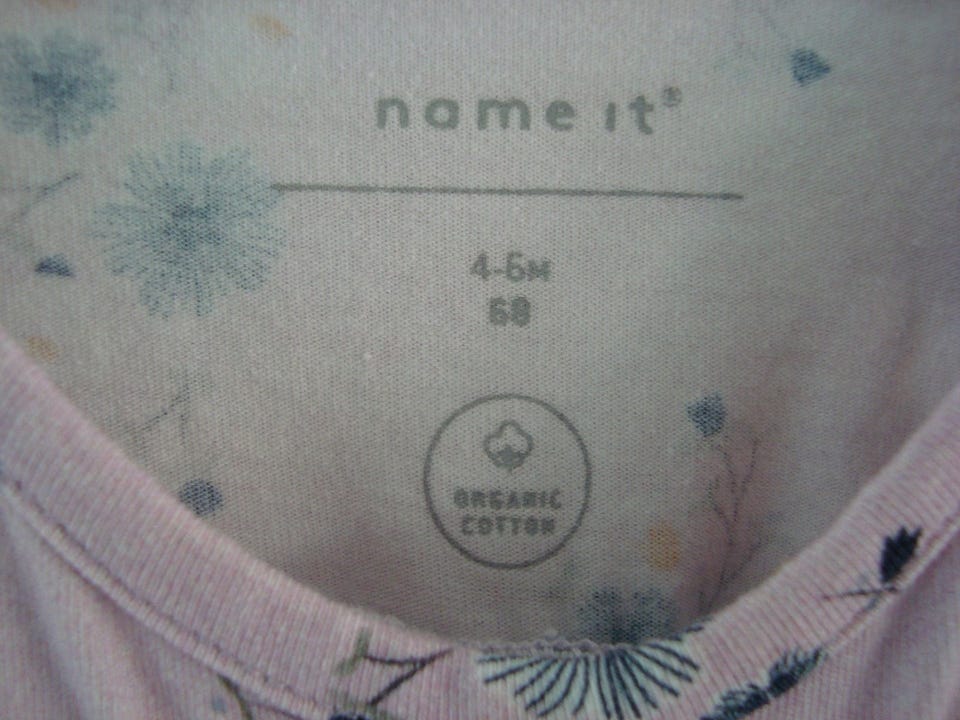 name it®
4-6M
68
ORGANIC
COTTON